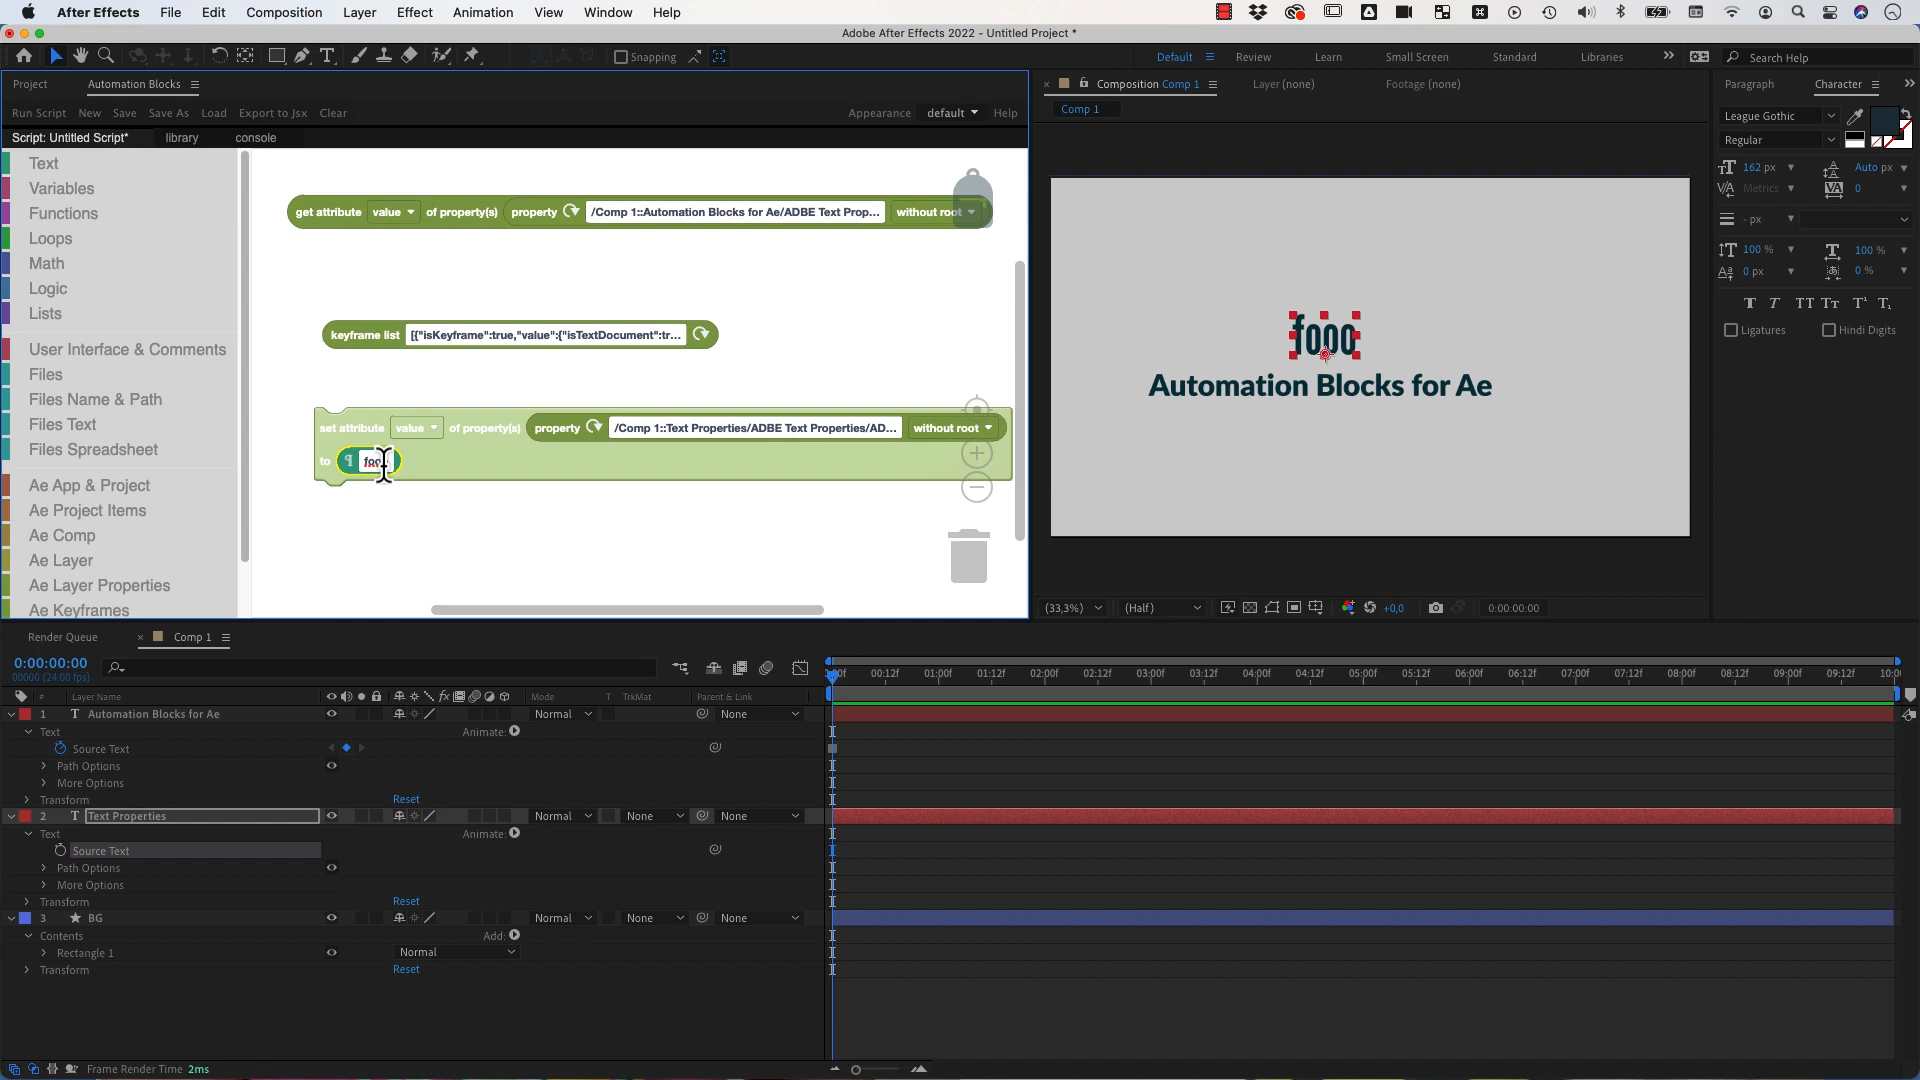 After Effects File Edit Composition Layer Effect Animation View Window Help
Adobe After Effects 2022 - Untitled Project *
Snapping Default Review Learn Small Screen Standard Libraries Search Help
Project Automation Blocks
Run Script New Save Save As Load Export to Jsx Clear Appearance default Help
Script: Untitled Script* library console
Text
Variables
Functions
Loops
Math
Logic
Lists
User Interface & Comments
Files
Files Name & Path
Files Text
Files Spreadsheet
Ae App & Project
Ae Project Items
Ae Comp
Ae Layer
Ae Layer Properties
Ae Keyframes
get attribute value of property(s) property /Comp 1::Automation Blocks for Ae/ADBE Text Prop... without root
keyframe list [{"isKeyframe":true,"value":{"isTextDocument":tr...
set attribute value of property(s) property /Comp 1::Text Properties/ADBE Text Properties/AD... without root
to
Composition Comp 1 Layer (none) Footage (none)
Comp 1
fooo
Automation Blocks for Ae
(33,3%) (Half) +0,0 0:00:00:00
Paragraph Character
League Gothic
Regular
162 px Auto px
Metrics 0
- px
100 % 100 %
0 px 0 %
T T TT Tт T¹ T₁
Ligatures Hindi Digits
Render Queue Comp 1
0:00:00:00
00000 (24.00 fps)
00:12f 01:00f 01:12f 02:00f 02:12f 03:00f 03:12f 04:00f 04:12f 05:00f 05:12f 06:00f 06:12f 07:00f 07:12f 08:00f 08:12f 09:00f 09:12f
# Layer Name Mode T TrkMat Parent & Link
1 T Automation Blocks for Ae Normal None
Text Animate:
Source Text
Path Options
More Options
Transform Reset
2 T Text Properties Normal None None
Text Animate:
Source Text
Path Options
More Options
Transform Reset
3 BG Normal None None
Contents Add:
Rectangle 1 Normal
Transform Reset
Frame Render Time 2ms